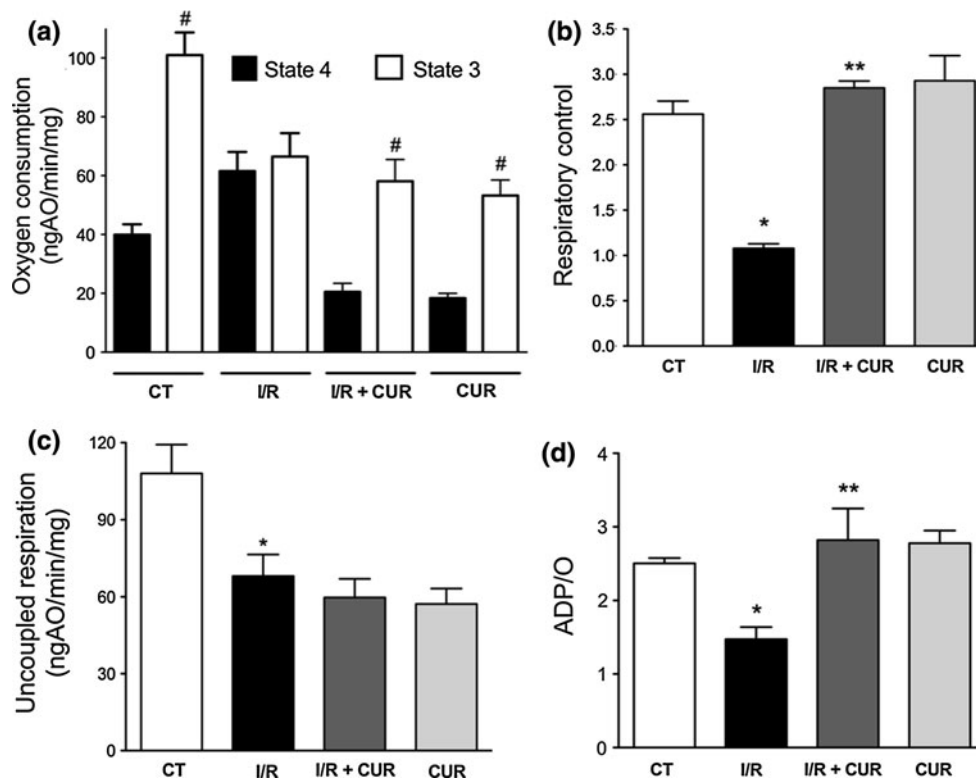 (a)
Oxygen consumption
(ngAO/min/mg)
100
80
60
40
20
0
#
#
#
State 4
State 3
CT
I/R
I/R + CUR
CUR
(b)
Respiratory control
3.5
3.0
2.5
2.0
1.5
1.0
0.5
0.0
*
**
CT
I/R
I/R + CUR
CUR
(c)
Uncoupled respiration
(ngAO/min/mg)
120
90
60
30
0
*
CT
I/R
I/R + CUR
CUR
(d)
ADP/O
4
3
2
1
0
*
**
CT
I/R
I/R + CUR
CUR